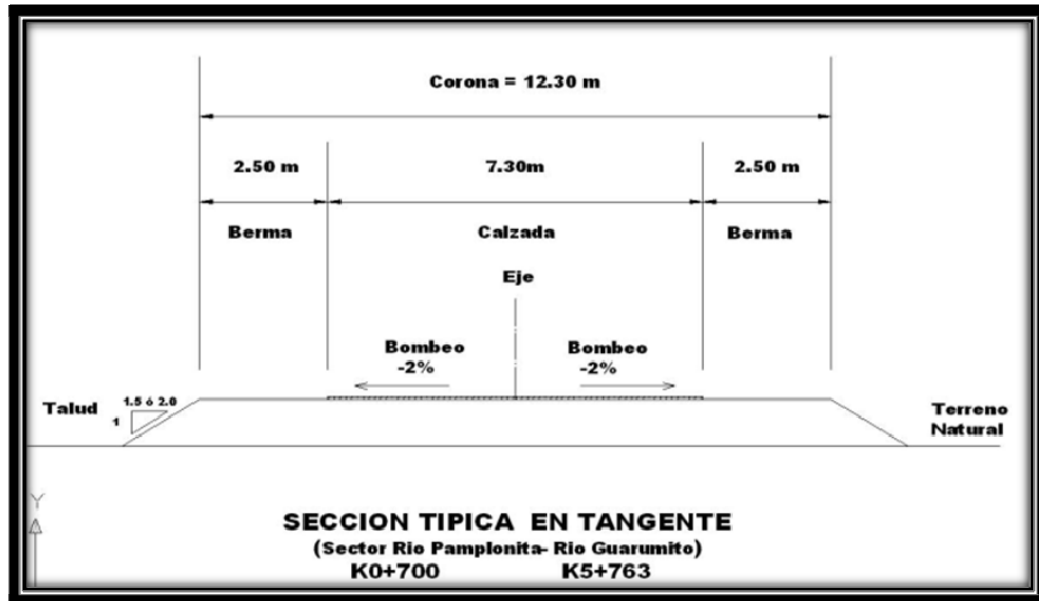 Corona = 12.30 m
2.50 m 7.30m 2.50 m
Berma Calzada Berma
Eje
Bombeo Bombeo
-2% -2%
Talud 1.5 ó 2.0 Terreno
1 Natural
Y
SECCION TIPICA EN TANGENTE
(Sector Rio Pamplonita- Rio Guarumito)
K0+700 K5+763